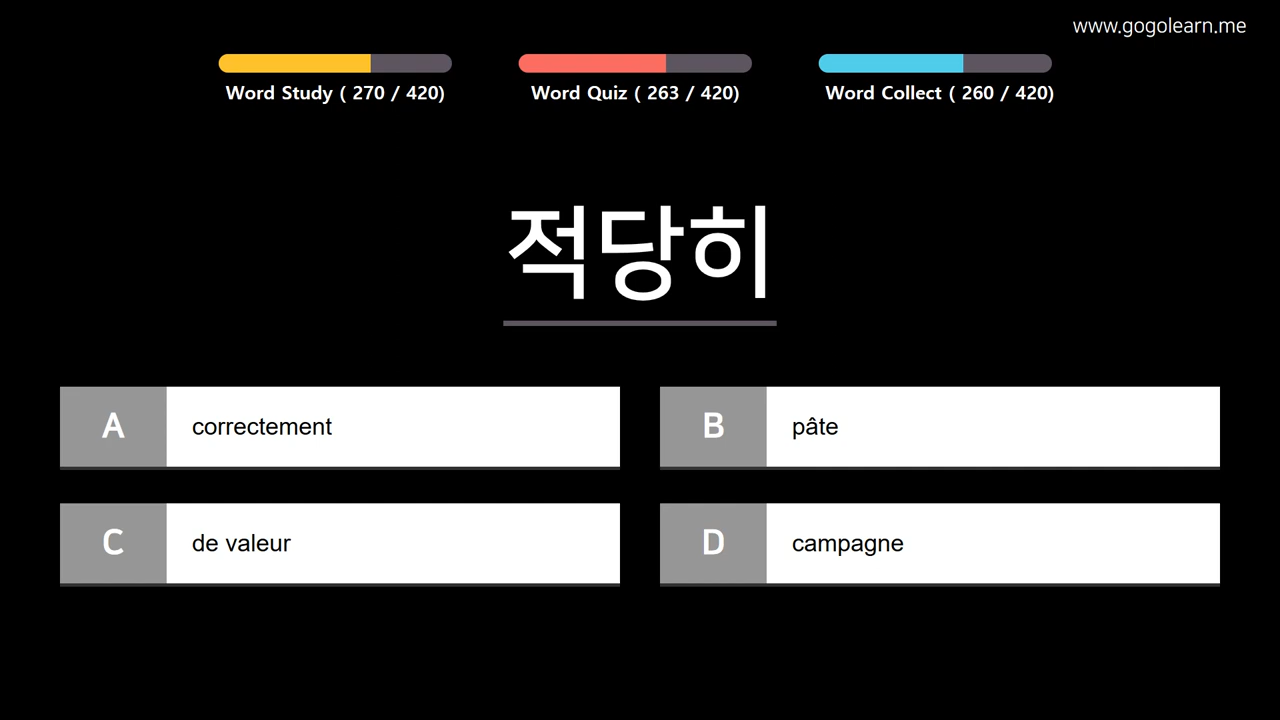 www.gogolearn.me
Word Study ( 270 / 420)
Word Quiz ( 263 / 420)
Word Collect ( 260 / 420)
적당히
A correctement
B pâte
C de valeur
D campagne